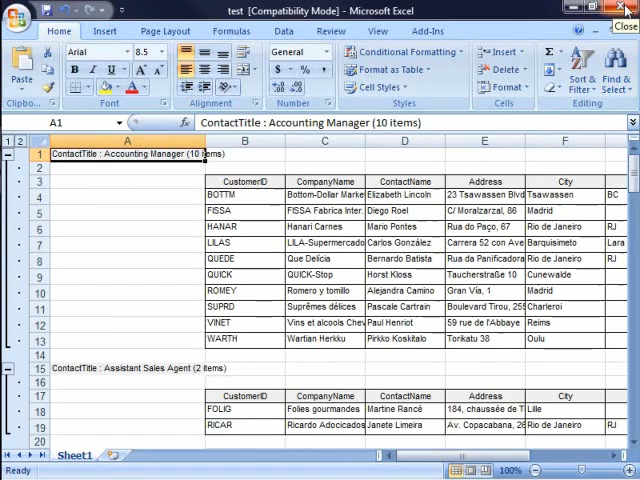 test [Compatibility Mode] - Microsoft Excel
Close
Home Insert Page Layout Formulas Data Review View Add-Ins
Paste
Arial 8.5
B I U
General
Conditional Formatting
Format as Table
Cell Styles
Insert
Delete
Format
Sort & Filter
Find & Select
Clipboa... Font Alignment Number Styles Cells Editing
A1 fx ContactTitle : Accounting Manager (10 items)
1 2 A B C D E F
1 ContactTitle : Accounting Manager (10 items)
2
3 CustomerID CompanyName ContactName Address City
4 BOTTM Bottom-Dollar Market Elizabeth Lincoln 23 Tsawassen Blvd Tsawassen BC
5 FISSA FISSA Fabrica Inter. Diego Roel C/ Moralzarzal, 86 Madrid
6 HANAR Hanari Carnes Mario Pontes Rua do Paço, 67 Rio de Janeiro RJ
7 LILAS LILA-Supermercado Carlos González Carrera 52 con Ave Barquisimeto Lara
8 QUEDE Que Delícia Bernardo Batista Rua da Panificadora Rio de Janeiro RJ
9 QUICK QUICK-Stop Horst Kloss Taucherstraße 10 Cunewalde
10 ROMEY Romero y tomillo Alejandra Camino Gran Vía, 1 Madrid
11 SUPRD Suprêmes délices Pascale Cartrain Boulevard Tirou, 255 Charleroi
12 VINET Vins et alcools Chev Paul Henriot 59 rue de l'Abbaye Reims
13 WARTH Wartian Herkku Pirkko Koskitalo Torikatu 38 Oulu
14
15 ContactTitle : Assistant Sales Agent (2 items)
16
17 CustomerID CompanyName ContactName Address City
18 FOLIG Folies gourmandes Martine Rancé 184, chaussée de T Lille
19 RICAR Ricardo Adocicados Janete Limeira Av. Copacabana, 26 Rio de Janeiro RJ
20
Sheet1
Ready 100%